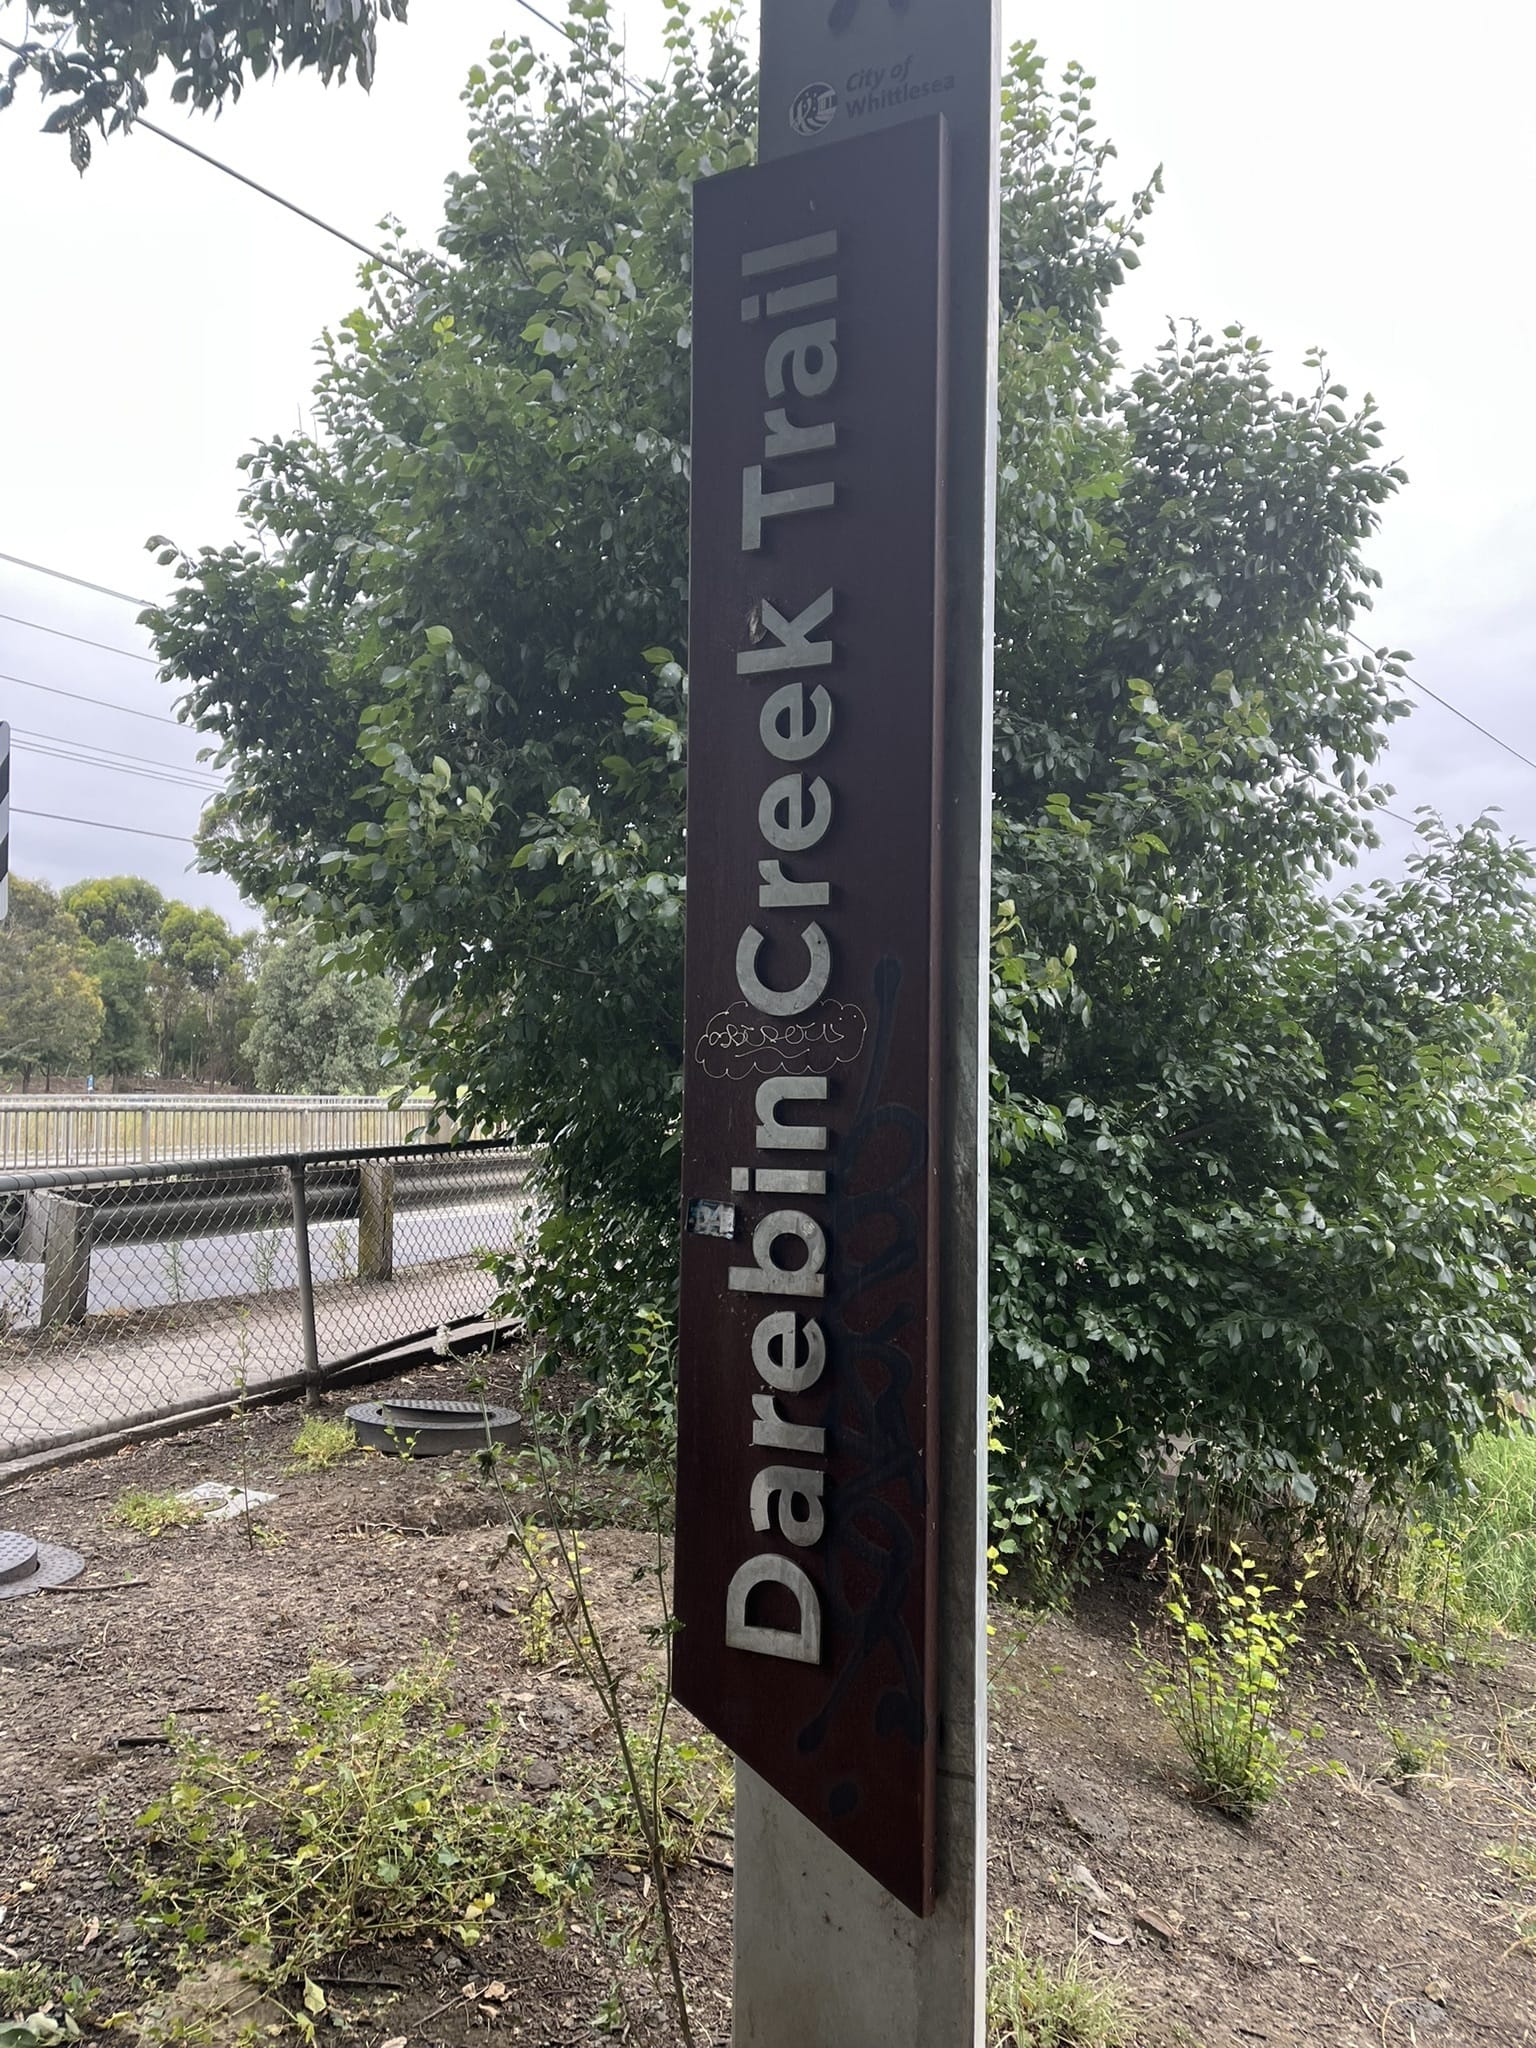 City of
Whittlesea
Darebin Creek Trail